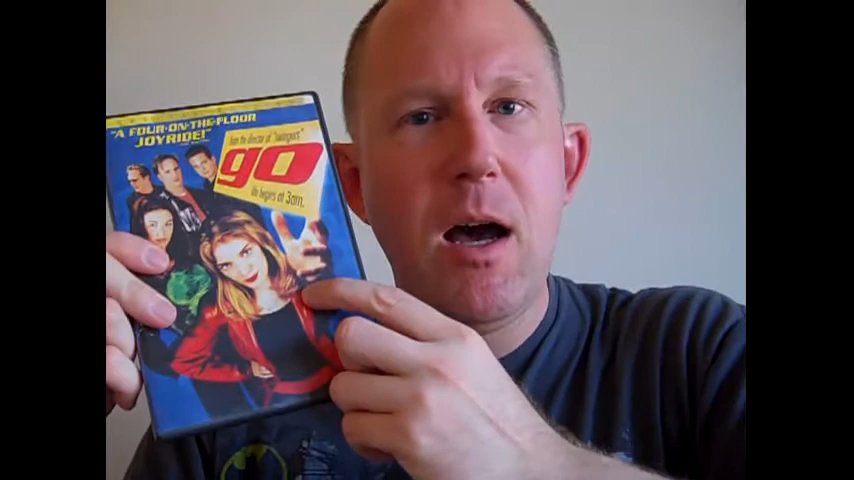 "A FOUR-ON-THE-FLOOR
JOYRIDE!"
from the director of "swingers"
go
life begins at 3am.